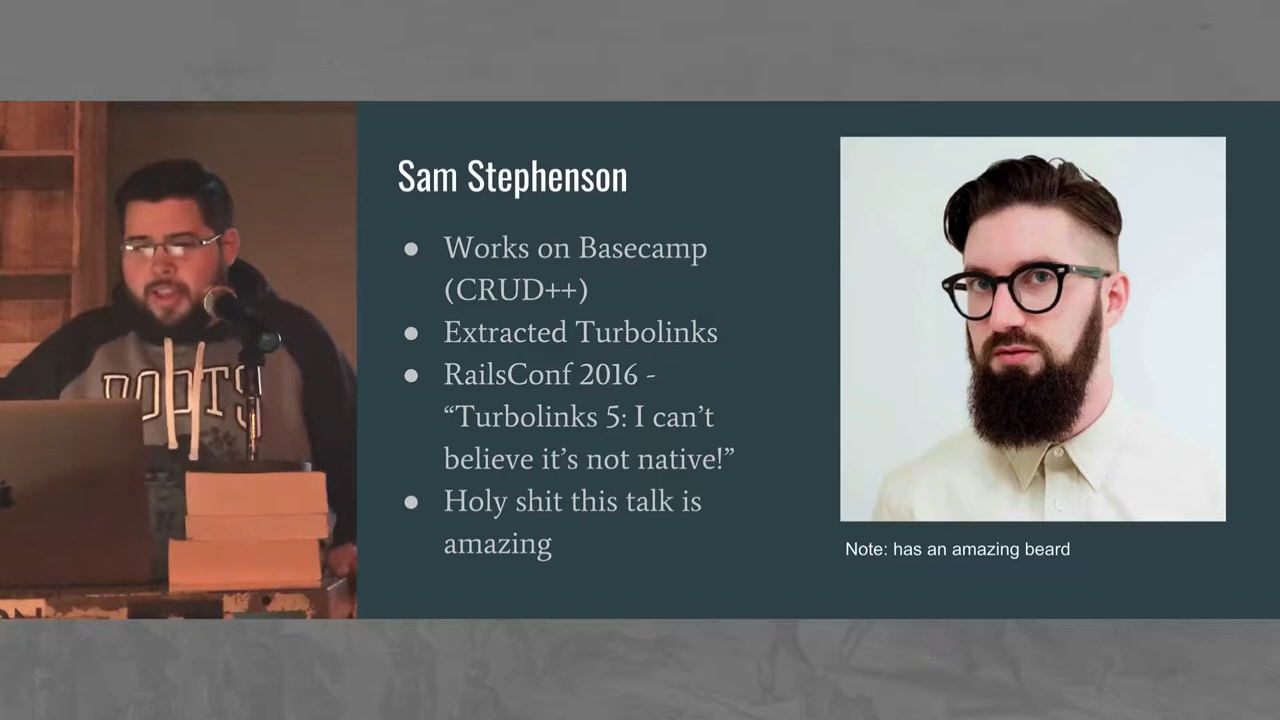 Sam Stephenson
● Works on Basecamp
(CRUD++)
● Extracted Turbolinks
● RailsConf 2016 -
“Turbolinks 5: I can’t
believe it’s not native!”
● Holy shit this talk is
amazing
Note: has an amazing beard
ROOTS